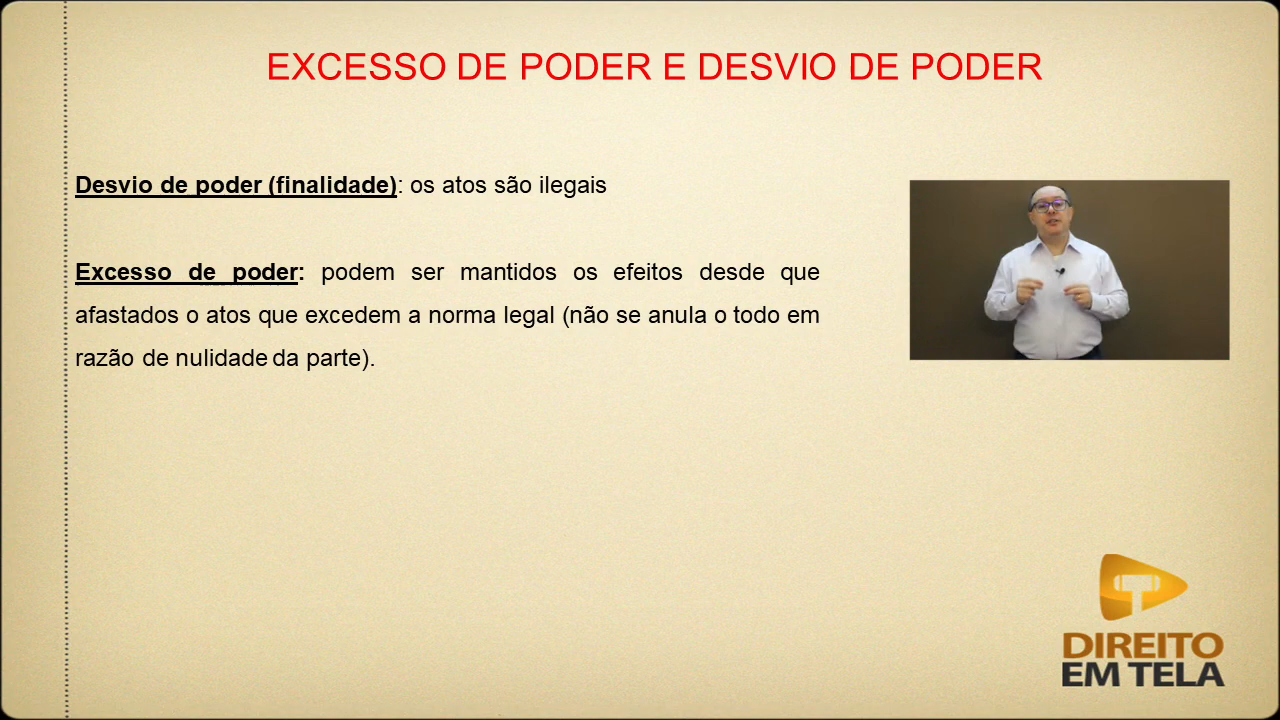 EXCESSO DE PODER E DESVIO DE PODER
Desvio de poder (finalidade): os atos são ilegais
Excesso de poder: podem ser mantidos os efeitos desde que
afastados o atos que excedem a norma legal (não se anula o todo em
razão de nulidade da parte).
DIREITO
EM TELA